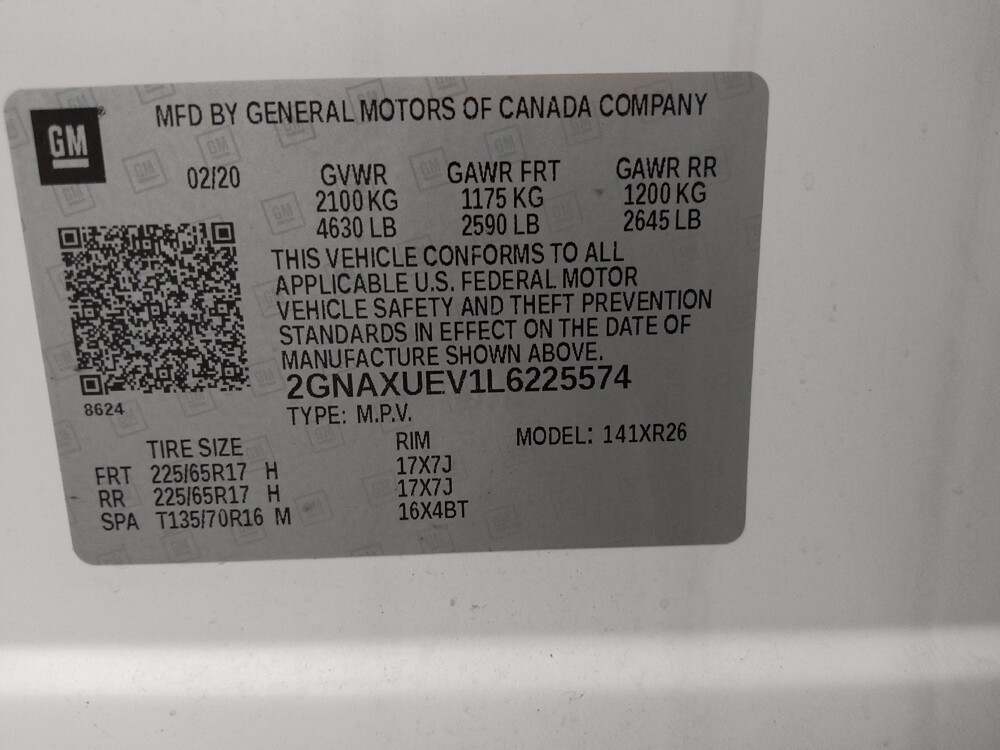 GM
MFD BY GENERAL MOTORS OF CANADA COMPANY
02/20 GVWR GAWR FRT GAWR RR
2100 KG 1175 KG 1200 KG
4630 LB 2590 LB 2645 LB
THIS VEHICLE CONFORMS TO ALL
APPLICABLE U.S. FEDERAL MOTOR
VEHICLE SAFETY AND THEFT PREVENTION
STANDARDS IN EFFECT ON THE DATE OF
MANUFACTURE SHOWN ABOVE.
2GNAXUEV1L6225574
8624
TYPE: M.P.V.
TIRE SIZE RIM MODEL: 141XR26
FRT 225/65R17 H 17X7J
RR 225/65R17 H 17X7J
SPA T135/70R16 M 16X4BT